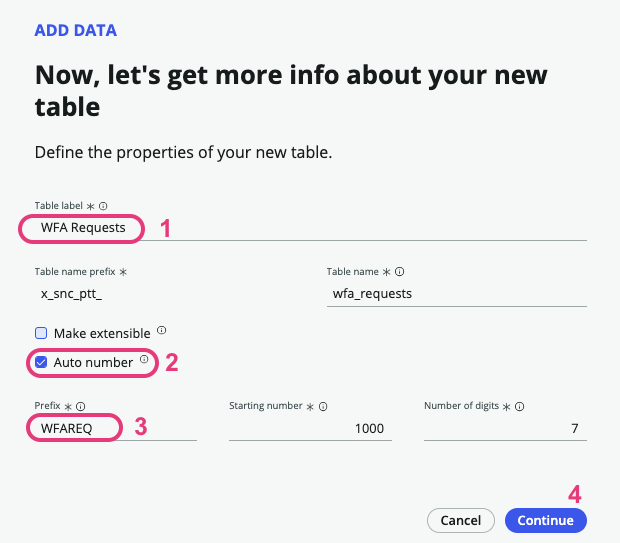 ADD DATA
Now, let's get more info about your new
table
Define the properties of your new table.
Table label *
WFA Requests 1
Table name prefix * Table name *
x_snc_ptt_ wfa_requests
Make extensible
Auto number 2
Prefix * Starting number * Number of digits *
WFAREQ 3 1000 7
4
Cancel Continue